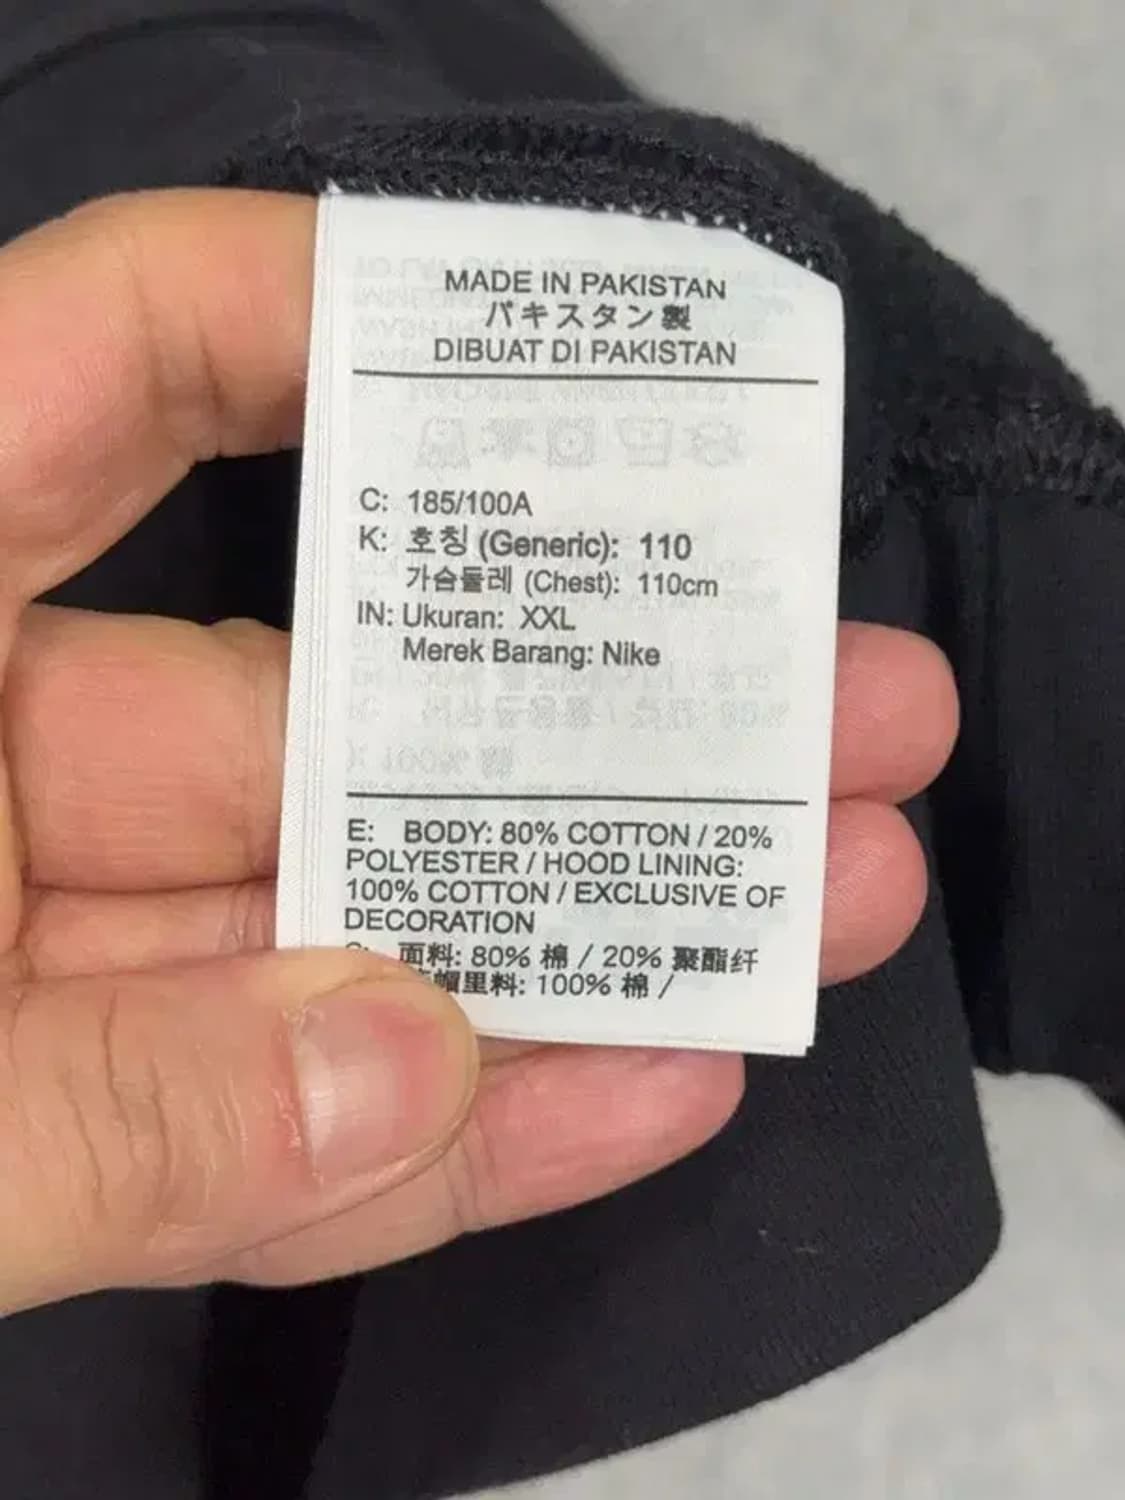 MADE IN PAKISTAN
パキスタン製
DIBUAT DI PAKISTAN
C: 185/100A
K: 호칭 (Generic): 110
가슴둘레 (Chest): 110cm
IN: Ukuran: XXL
Merek Barang: Nike
E: BODY: 80% COTTON / 20%
POLYESTER / HOOD LINING:
100% COTTON / EXCLUSIVE OF
DECORATION
面料: 80% 棉 / 20% 聚酯纤
帽里料: 100% 棉 /